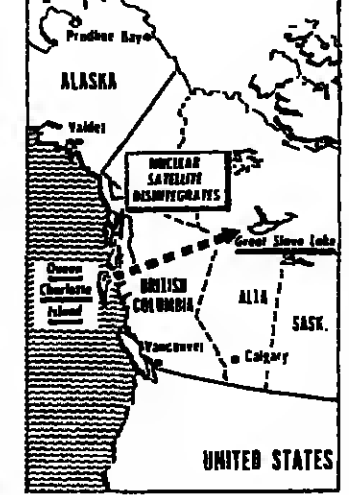 Prudhoe Bay
ALASKA
Valdez
NUCLEAR
SATELLITE
DISINTEGRATES
Great Slave Lake
Queen
Charlotte
Island
BRITISH
COLUMBIA
ALTA
SASK.
Vancouver
Calgary
UNITED STATES